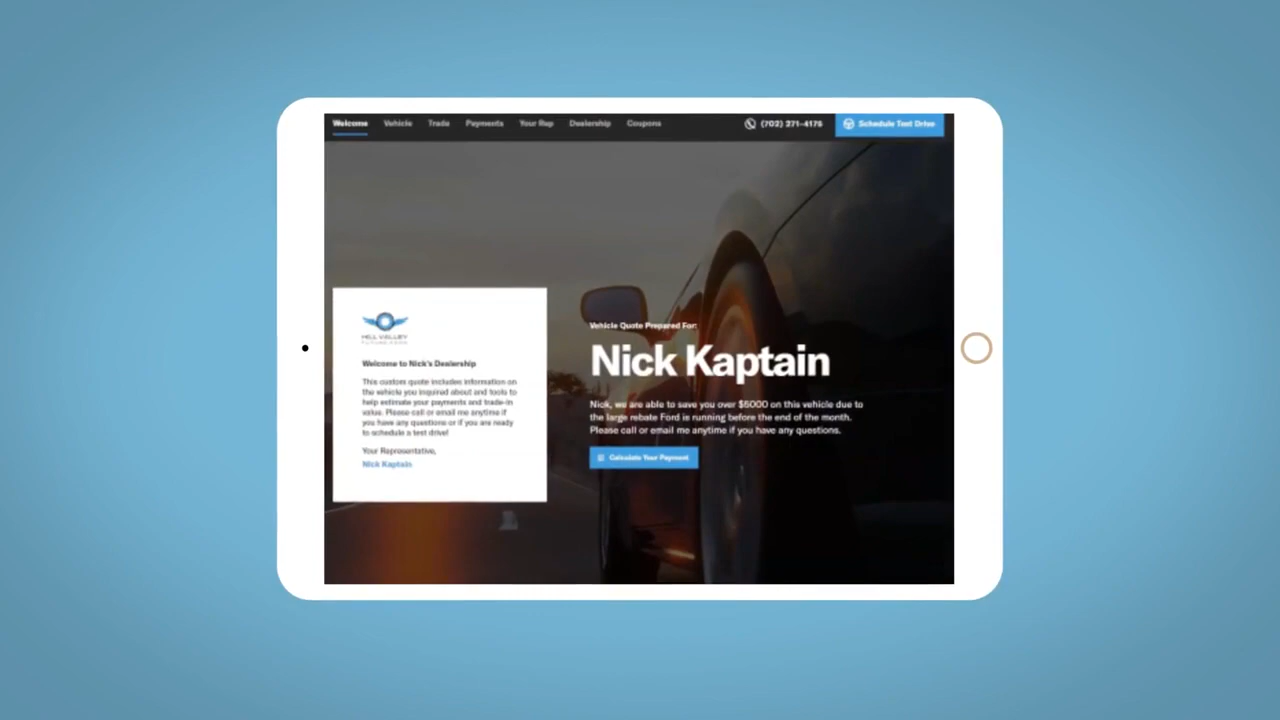 Welcome Vehicle Trade Payments Your Rep Dealership Coupons (702) 271-4175 Schedule Test Drive
HILL VALLEY
Welcome to Nick's Dealership
This custom quote includes information on
the vehicle you inquired about and tools to
help estimate your payments and trade-in
value. Please call or email me anytime if
you have any questions or if you are ready
to schedule a test drive!
Your Representative,
Nick Kaptain
Vehicle Quote Prepared For:
Nick Kaptain
Nick, we are able to save you over $5000 on this vehicle due to
the large rebate Ford is running before the end of the month.
Please call or email me anytime if you have any questions.
Calculate Your Payment